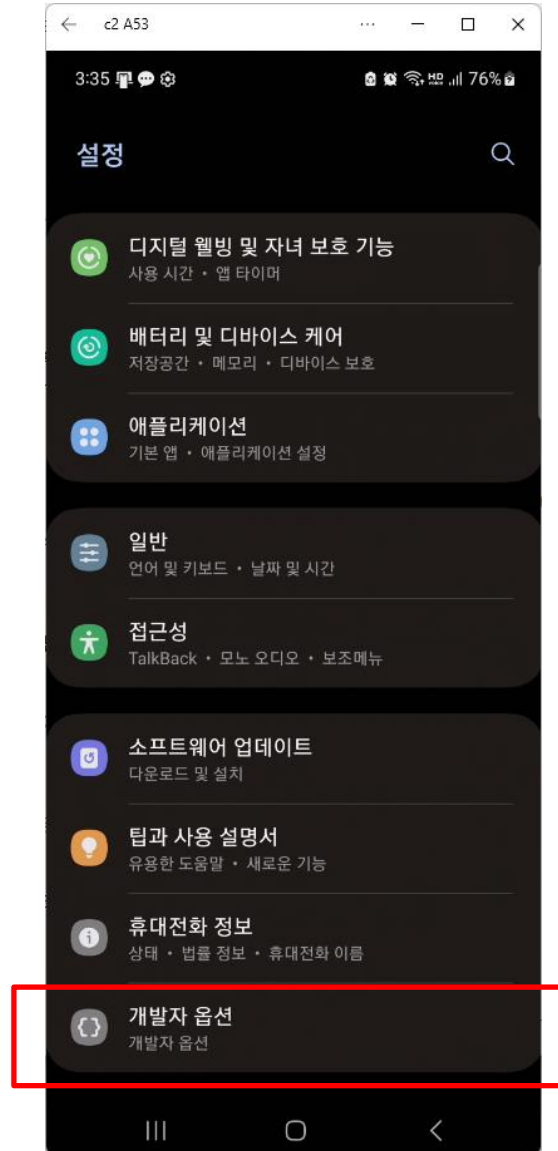 c2 A53
3:35
76%
설정
디지털 웰빙 및 자녀 보호 기능
사용 시간 • 앱 타이머
배터리 및 디바이스 케어
저장공간 • 메모리 • 디바이스 보호
애플리케이션
기본 앱 • 애플리케이션 설정
일반
언어 및 키보드 • 날짜 및 시간
접근성
TalkBack • 모노 오디오 • 보조메뉴
소프트웨어 업데이트
다운로드 및 설치
팁과 사용 설명서
유용한 도움말 • 새로운 기능
휴대전화 정보
상태 • 법률 정보 • 휴대전화 이름
개발자 옵션
개발자 옵션